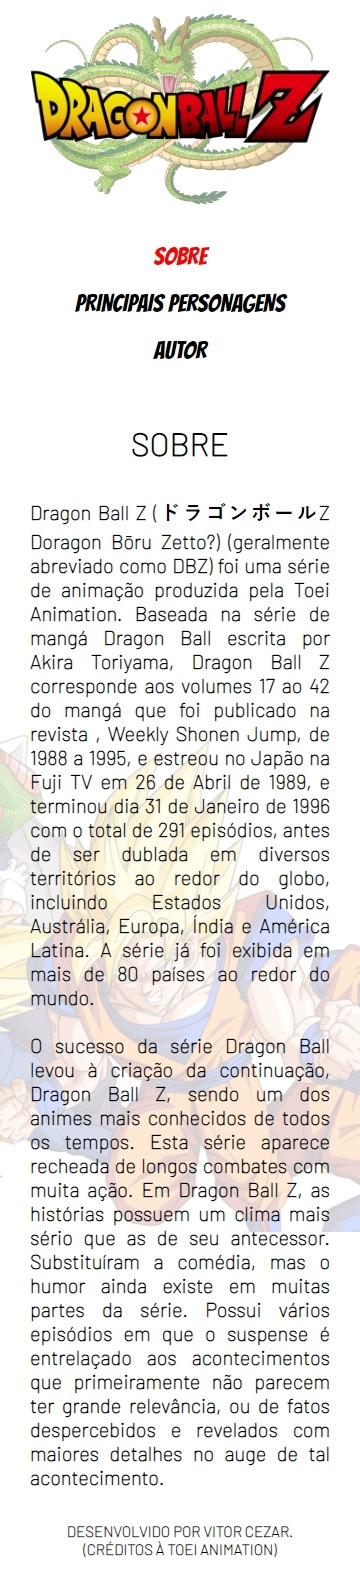 DRAGONBALL Z
SOBRE
PRINCIPAIS PERSONAGENS
AUTOR
SOBRE
Dragon Ball Z (ドラゴンボールZ
Doragon Bōru Zetto?) (geralmente
abreviado como DBZ) foi uma série
de animação produzida pela Toei
Animation. Baseada na série de
mangá Dragon Ball escrita por
Akira Toriyama, Dragon Ball Z
corresponde aos volumes 17 ao 42
do mangá que foi publicado na
revista , Weekly Shonen Jump, de
1988 a 1995, e estreou no Japão na
Fuji TV em 26 de Abril de 1989, e
terminou dia 31 de Janeiro de 1996
com o total de 291 episódios, antes
de ser dublada em diversos
territórios ao redor do globo,
incluindo Estados Unidos,
Austrália, Europa, Índia e América
Latina. A série já foi exibida em
mais de 80 países ao redor do
mundo.
O sucesso da série Dragon Ball
levou à criação da continuação,
Dragon Ball Z, sendo um dos
animes mais conhecidos de todos
os tempos. Esta série aparece
recheada de longos combates com
muita ação. Em Dragon Ball Z, as
histórias possuem um clima mais
sério que as de seu antecessor.
Substituíram a comédia, mas o
humor ainda existe em muitas
partes da série. Possui vários
episódios em que o suspense é
entrelaçado aos acontecimentos
que primeiramente não parecem
ter grande relevância, ou de fatos
despercebidos e revelados com
maiores detalhes no auge de tal
acontecimento.
DESENVOLVIDO POR VITOR CEZAR.
(CRÉDITOS À TOEI ANIMATION)